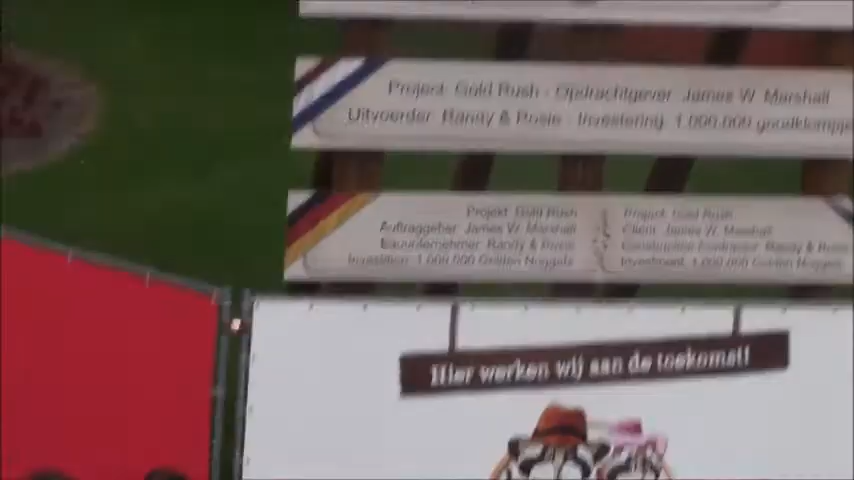 Project: Gold Rush - Opdrachtgever: James W. Marshall
Uitvoerder: Randy & Rosie - Investering: 1.000.000 goudklompje
Projekt: Gold Rush
Auftraggeber: James W. Marshall
Bauunternehmer: Randy & Rosie
Investition: 1.000.000 Golden Nuggets
Project: Gold Rush
Client: James W. Marshall
Construction Contractor: Randy & Rosie
Investment: 1.000.000 Golden Nuggets
Hier werken wij aan de toekomst!